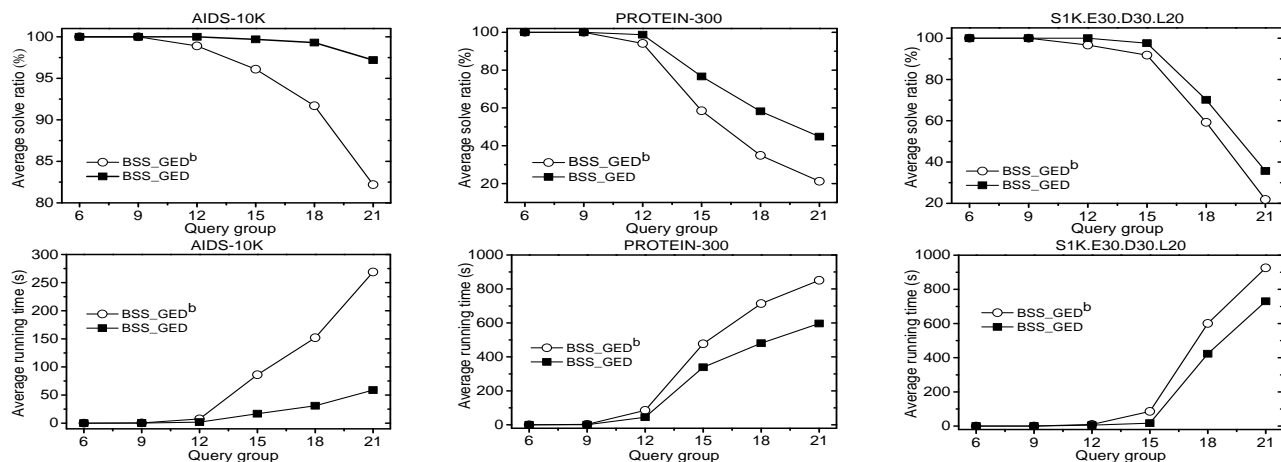 AIDS-10K
Average solve ratio (%)
100
95
90
85
80
BSS_GEDb
BSS_GED
6 9 12 15 18 21
Query group
PROTEIN-300
Average solve ratio (%)
100
80
60
40
20
BSS_GEDb
BSS_GED
6 9 12 15 18 21
Query group
S1K.E30.D30.L20
Average solve ratio (%)
100
80
60
40
20
BSS_GEDb
BSS_GED
6 9 12 15 18 21
Query group
AIDS-10K
Average running time (s)
300
250
200
150
100
50
0
BSS_GEDb
BSS_GED
6 9 12 15 18 21
Query group
PROTEIN-300
Average running time (s)
1000
800
600
400
200
0
BSS_GEDb
BSS_GED
6 9 12 15 18 21
Query group
S1K.E30.D30.L20
Average running time (s)
1000
800
600
400
200
0
BSS_GEDb
BSS_GED
6 9 12 15 18 21
Query group